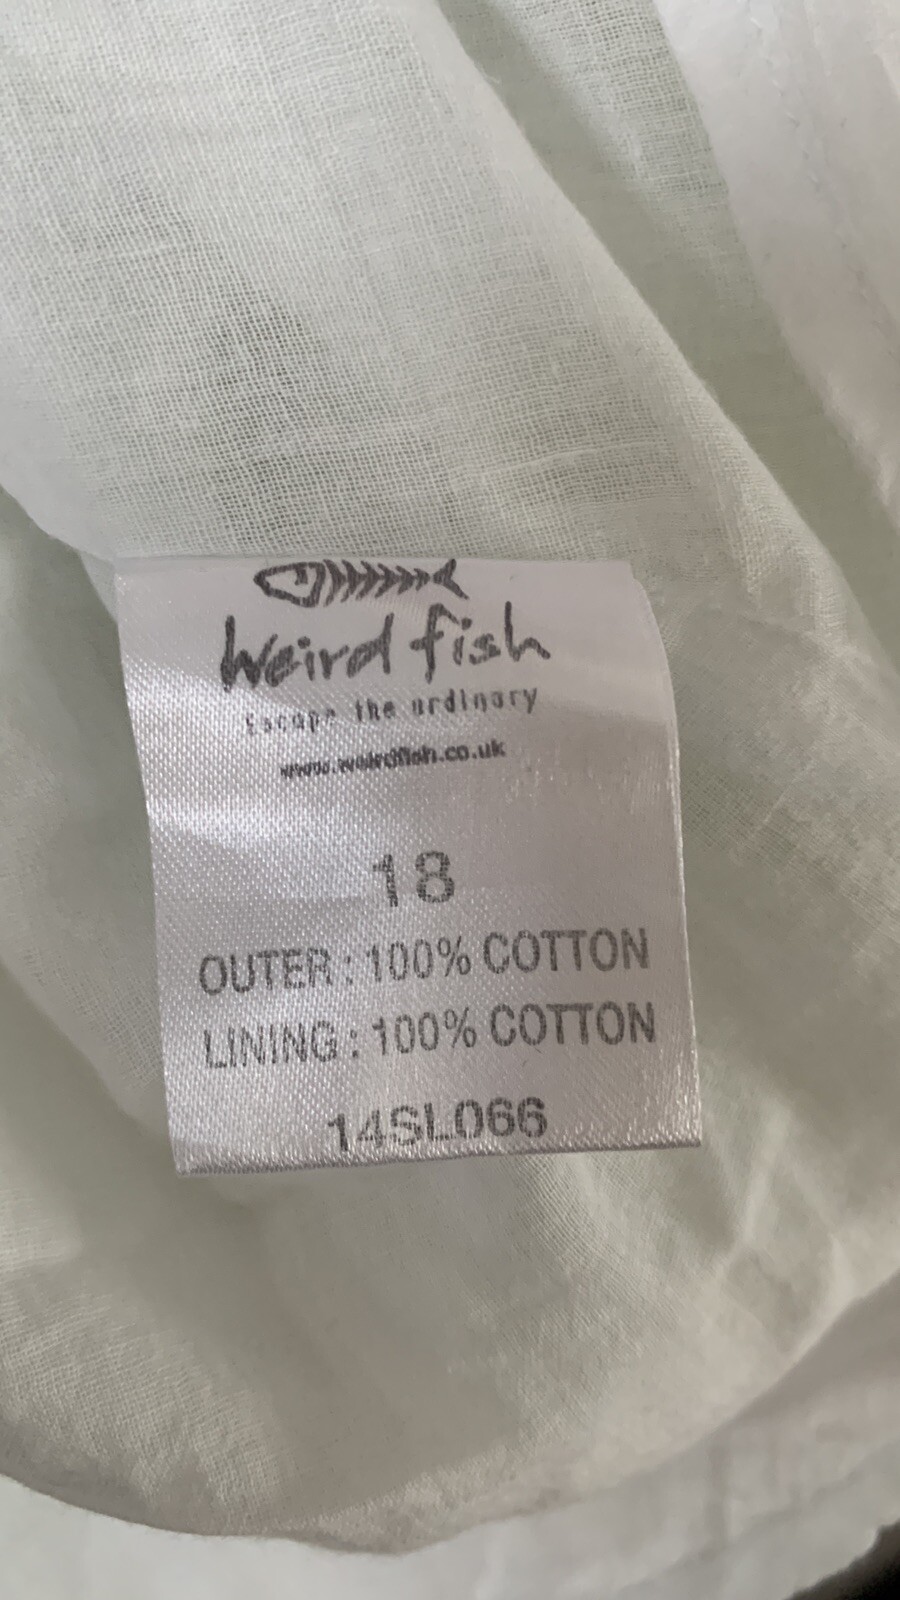 weird fish
Escape the ordinary
www.weirdfish.co.uk
18
OUTER : 100% COTTON
LINING : 100% COTTON
14SL066